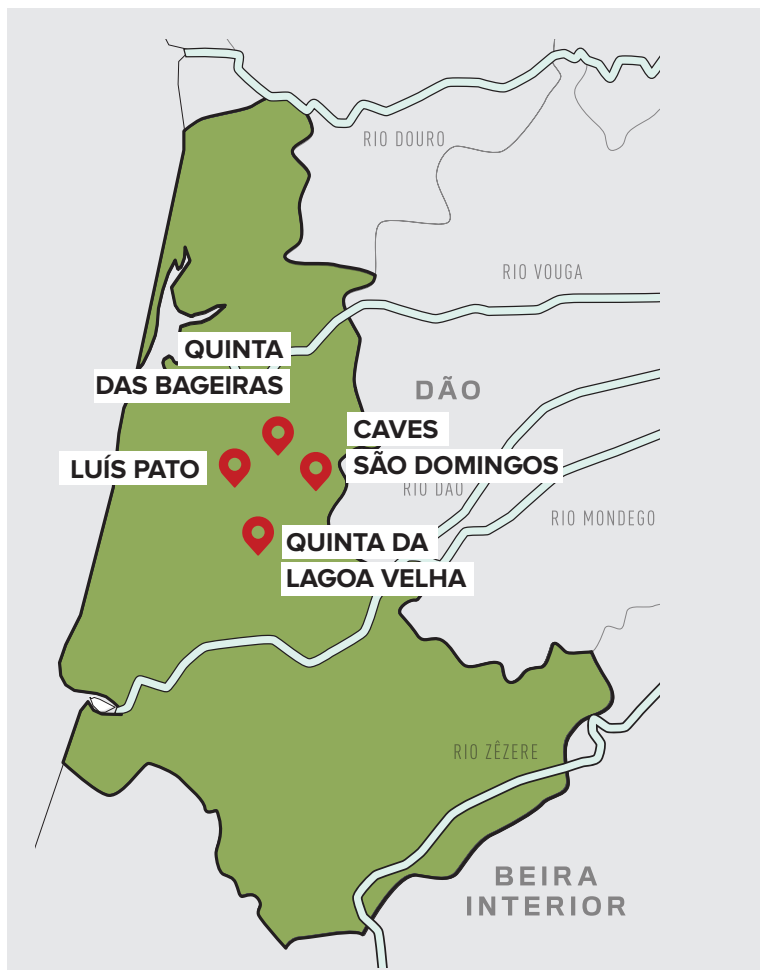 RIO DOURO
RIO VOUGA
QUINTA
DAS BAGEIRAS
DÃO
CAVES
SÃO DOMINGOS
LUÍS PATO
RIO DÃO
RIO MONDEGO
QUINTA DA
LAGOA VELHA
RIO ZÊZERE
BEIRA
INTERIOR